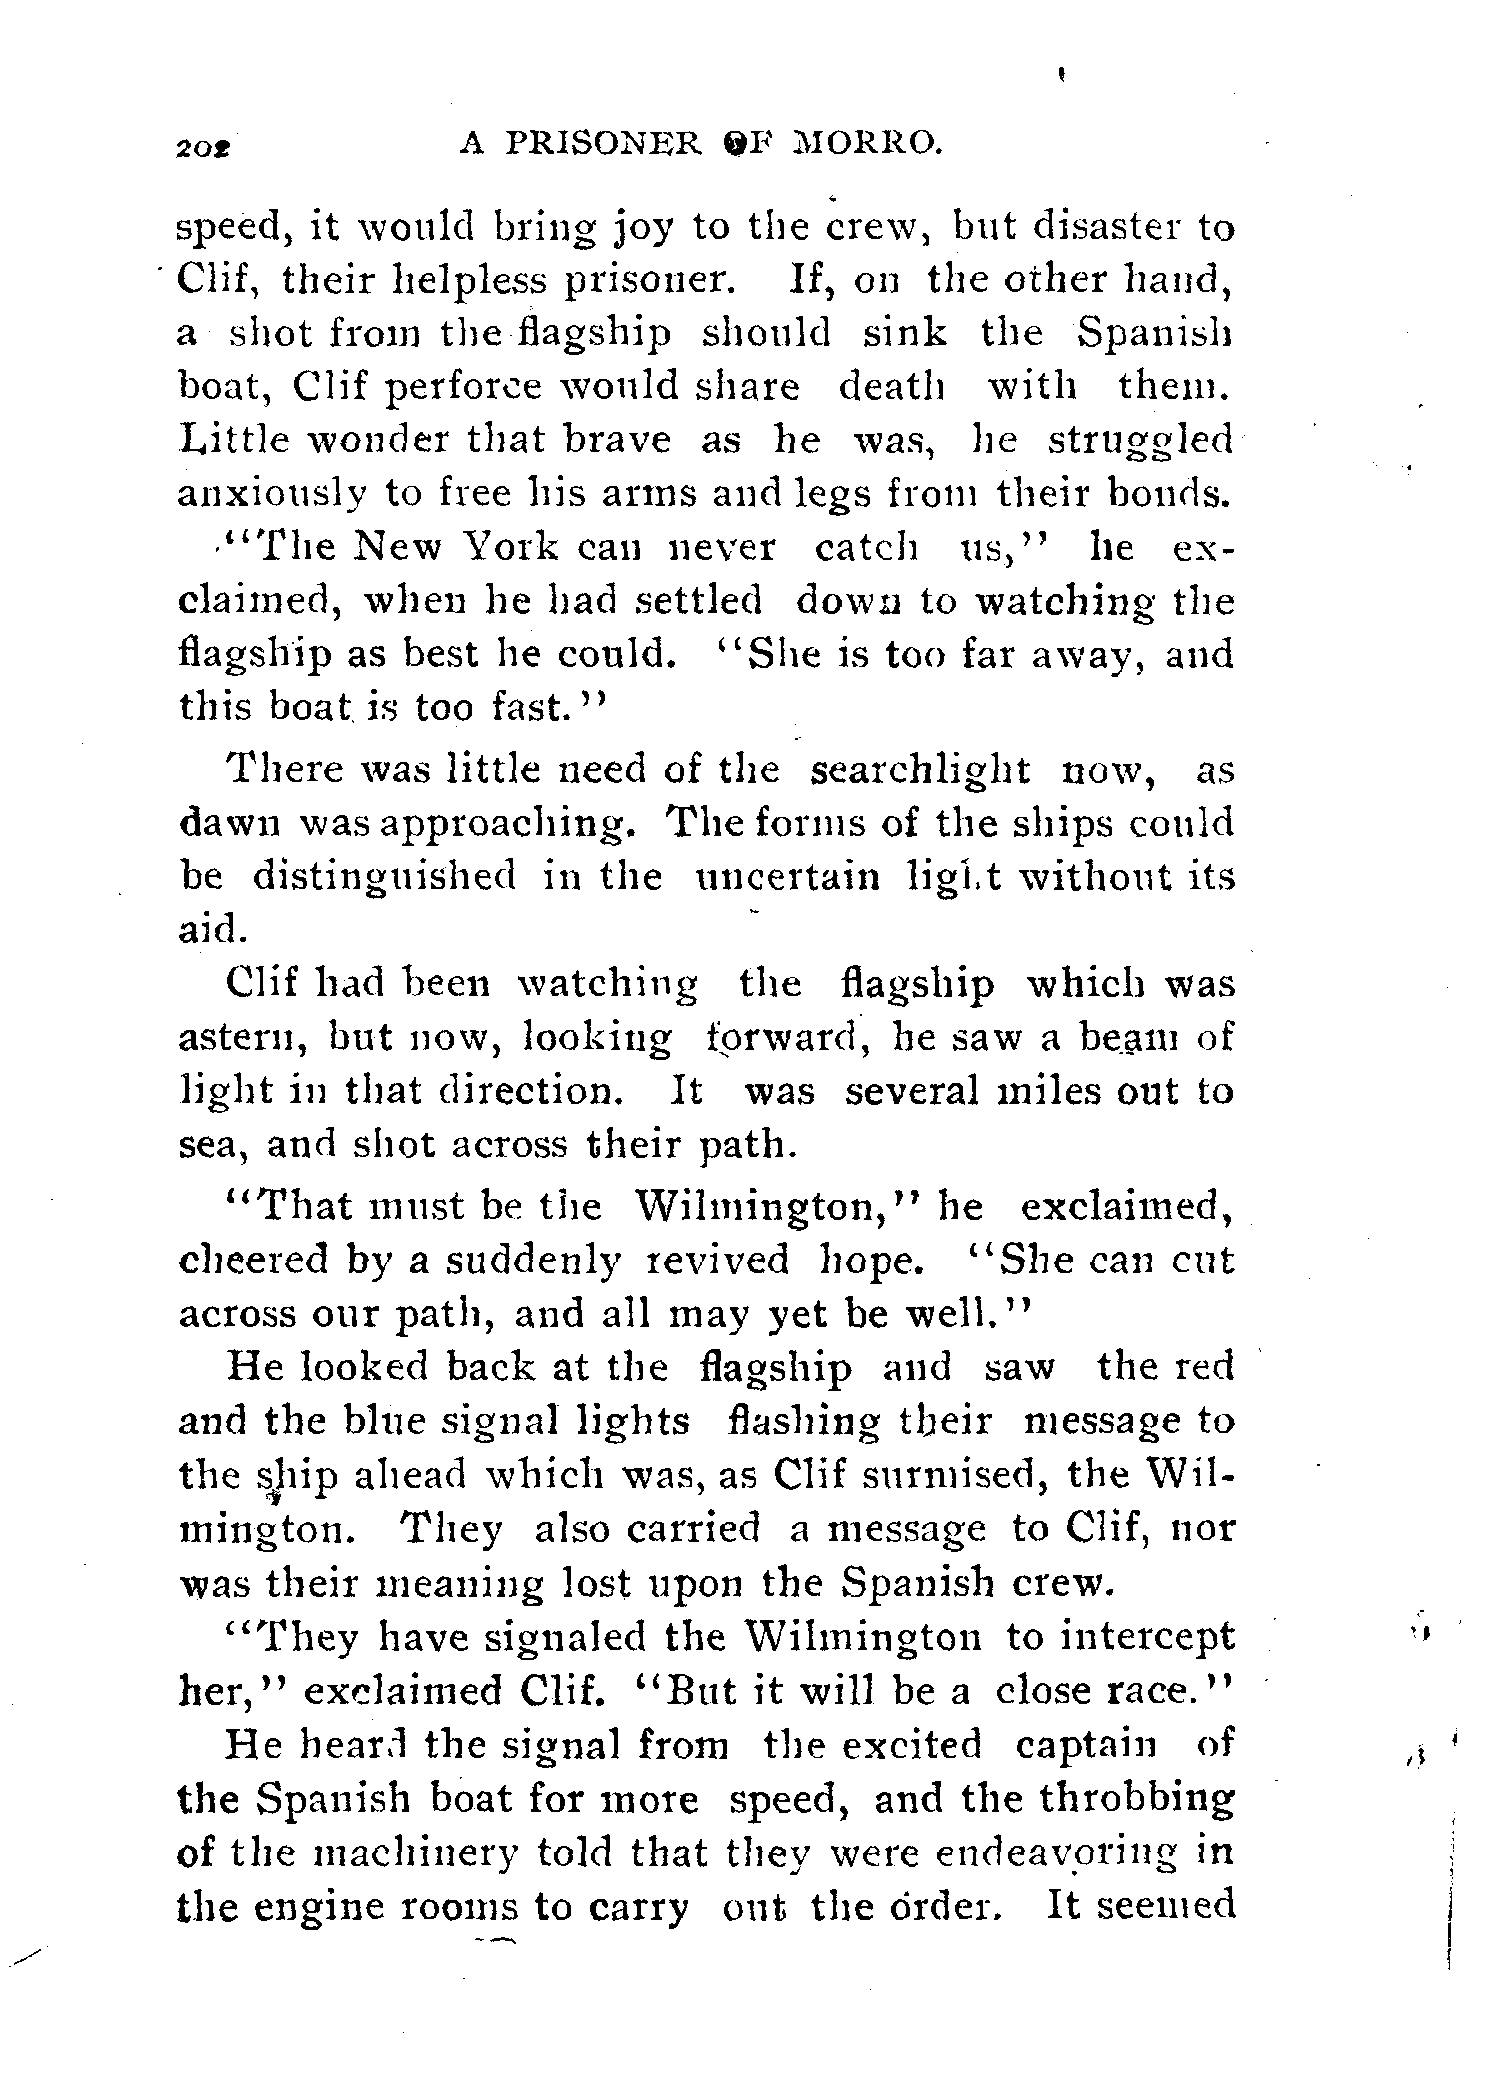 202 A PRISONER OF MORRO.
speed, it would bring joy to the crew, but disaster to
Clif, their helpless prisoner. If, on the other hand,
a shot from the flagship should sink the Spanish
boat, Clif perforce would share death with them.
Little wonder that brave as he was, he struggled
anxiously to free his arms and legs from their bonds.
"The New York can never catch us," he ex-
claimed, when he had settled down to watching the
flagship as best he could. "She is too far away, and
this boat is too fast."
There was little need of the searchlight now, as
dawn was approaching. The forms of the ships could
be distinguished in the uncertain light without its
aid.
Clif had been watching the flagship which was
astern, but now, looking forward, he saw a beam of
light in that direction. It was several miles out to
sea, and shot across their path.
"That must be the Wilmington," he exclaimed,
cheered by a suddenly revived hope. "She can cut
across our path, and all may yet be well."
He looked back at the flagship and saw the red
and the blue signal lights flashing their message to
the ship ahead which was, as Clif surmised, the Wil-
mington. They also carried a message to Clif, nor
was their meaning lost upon the Spanish crew.
"They have signaled the Wilmington to intercept
her," exclaimed Clif. "But it will be a close race."
He heard the signal from the excited captain of
the Spanish boat for more speed, and the throbbing
of the machinery told that they were endeavoring in
the engine rooms to carry out the order. It seemed